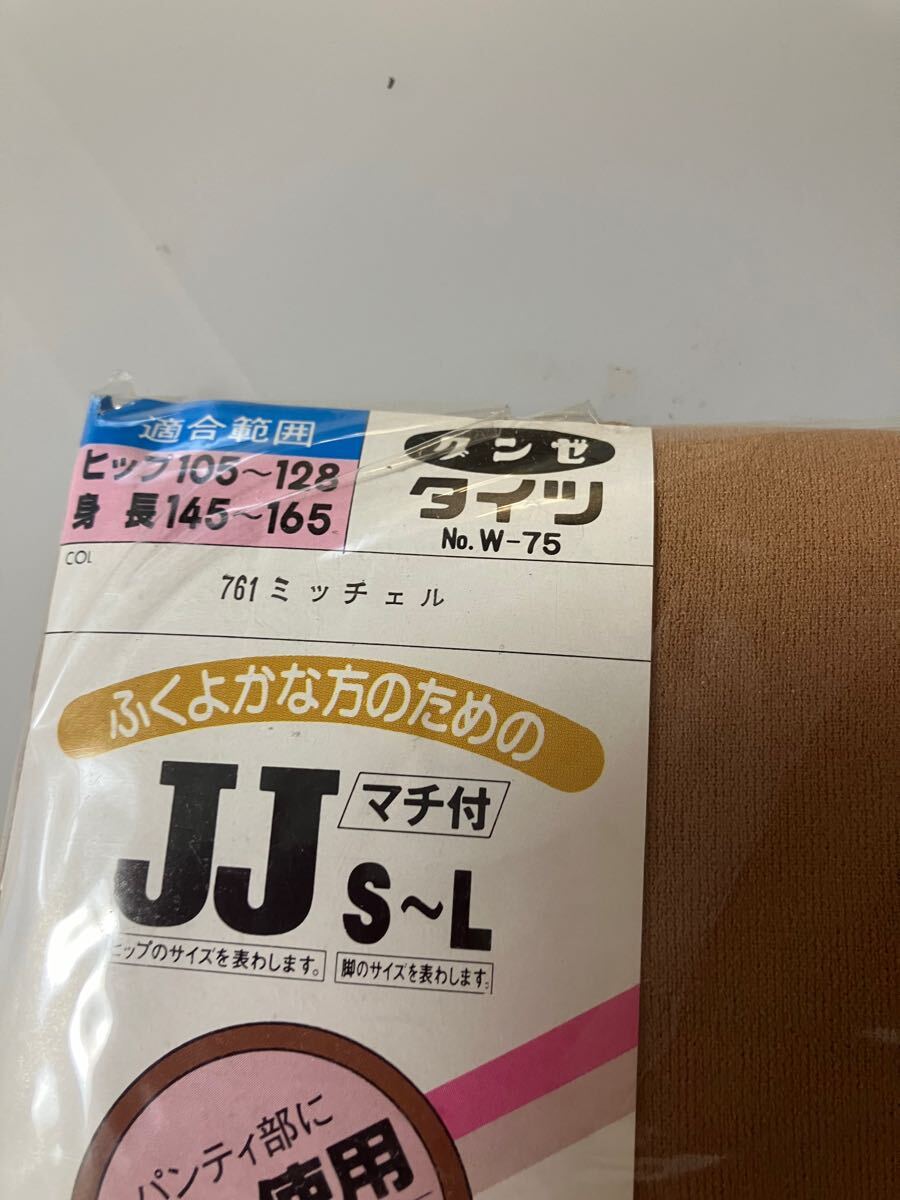 適合範囲
ヒップ105～128
身長145～165
グンゼ
タイツ
No.W-75
COL
761ミッチェル
ふくよかな方のための
JJ
マチ付
S～L
ヒップのサイズを表わします。
脚のサイズを表わします。
パンティ部に
使用